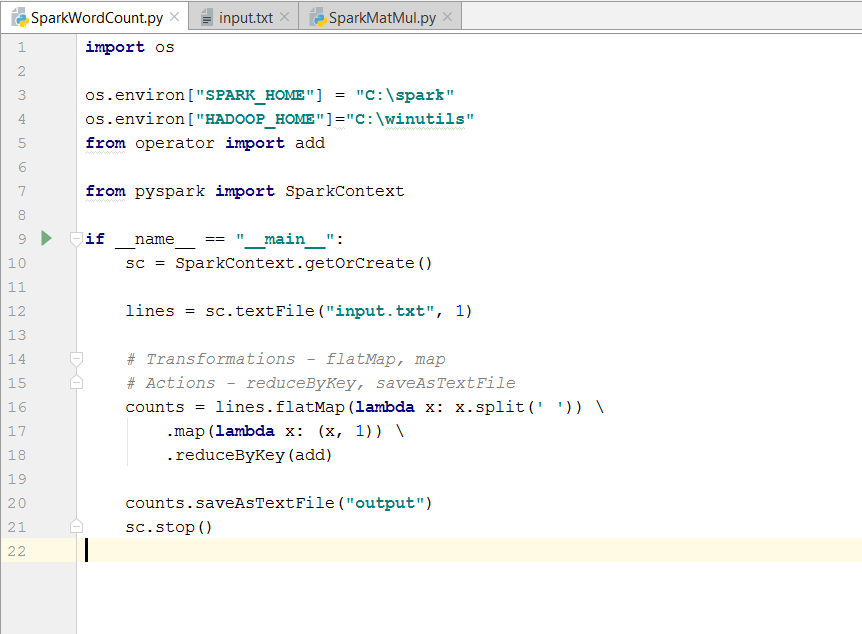 SparkWordCount.py input.txt SparkMatMul.py
1 import os
2
3 os.environ["SPARK_HOME"] = "C:\spark"
4 os.environ["HADOOP_HOME"]="C:\winutils"
5 from operator import add
6
7 from pyspark import SparkContext
8
9 if __name__ == "__main__":
10     sc = SparkContext.getOrCreate()
11
12     lines = sc.textFile("input.txt", 1)
13
14     # Transformations - flatMap, map
15     # Actions - reduceByKey, saveAsTextFile
16     counts = lines.flatMap(lambda x: x.split(' ')) \
17         .map(lambda x: (x, 1)) \
18         .reduceByKey(add)
19
20     counts.saveAsTextFile("output")
21     sc.stop()
22